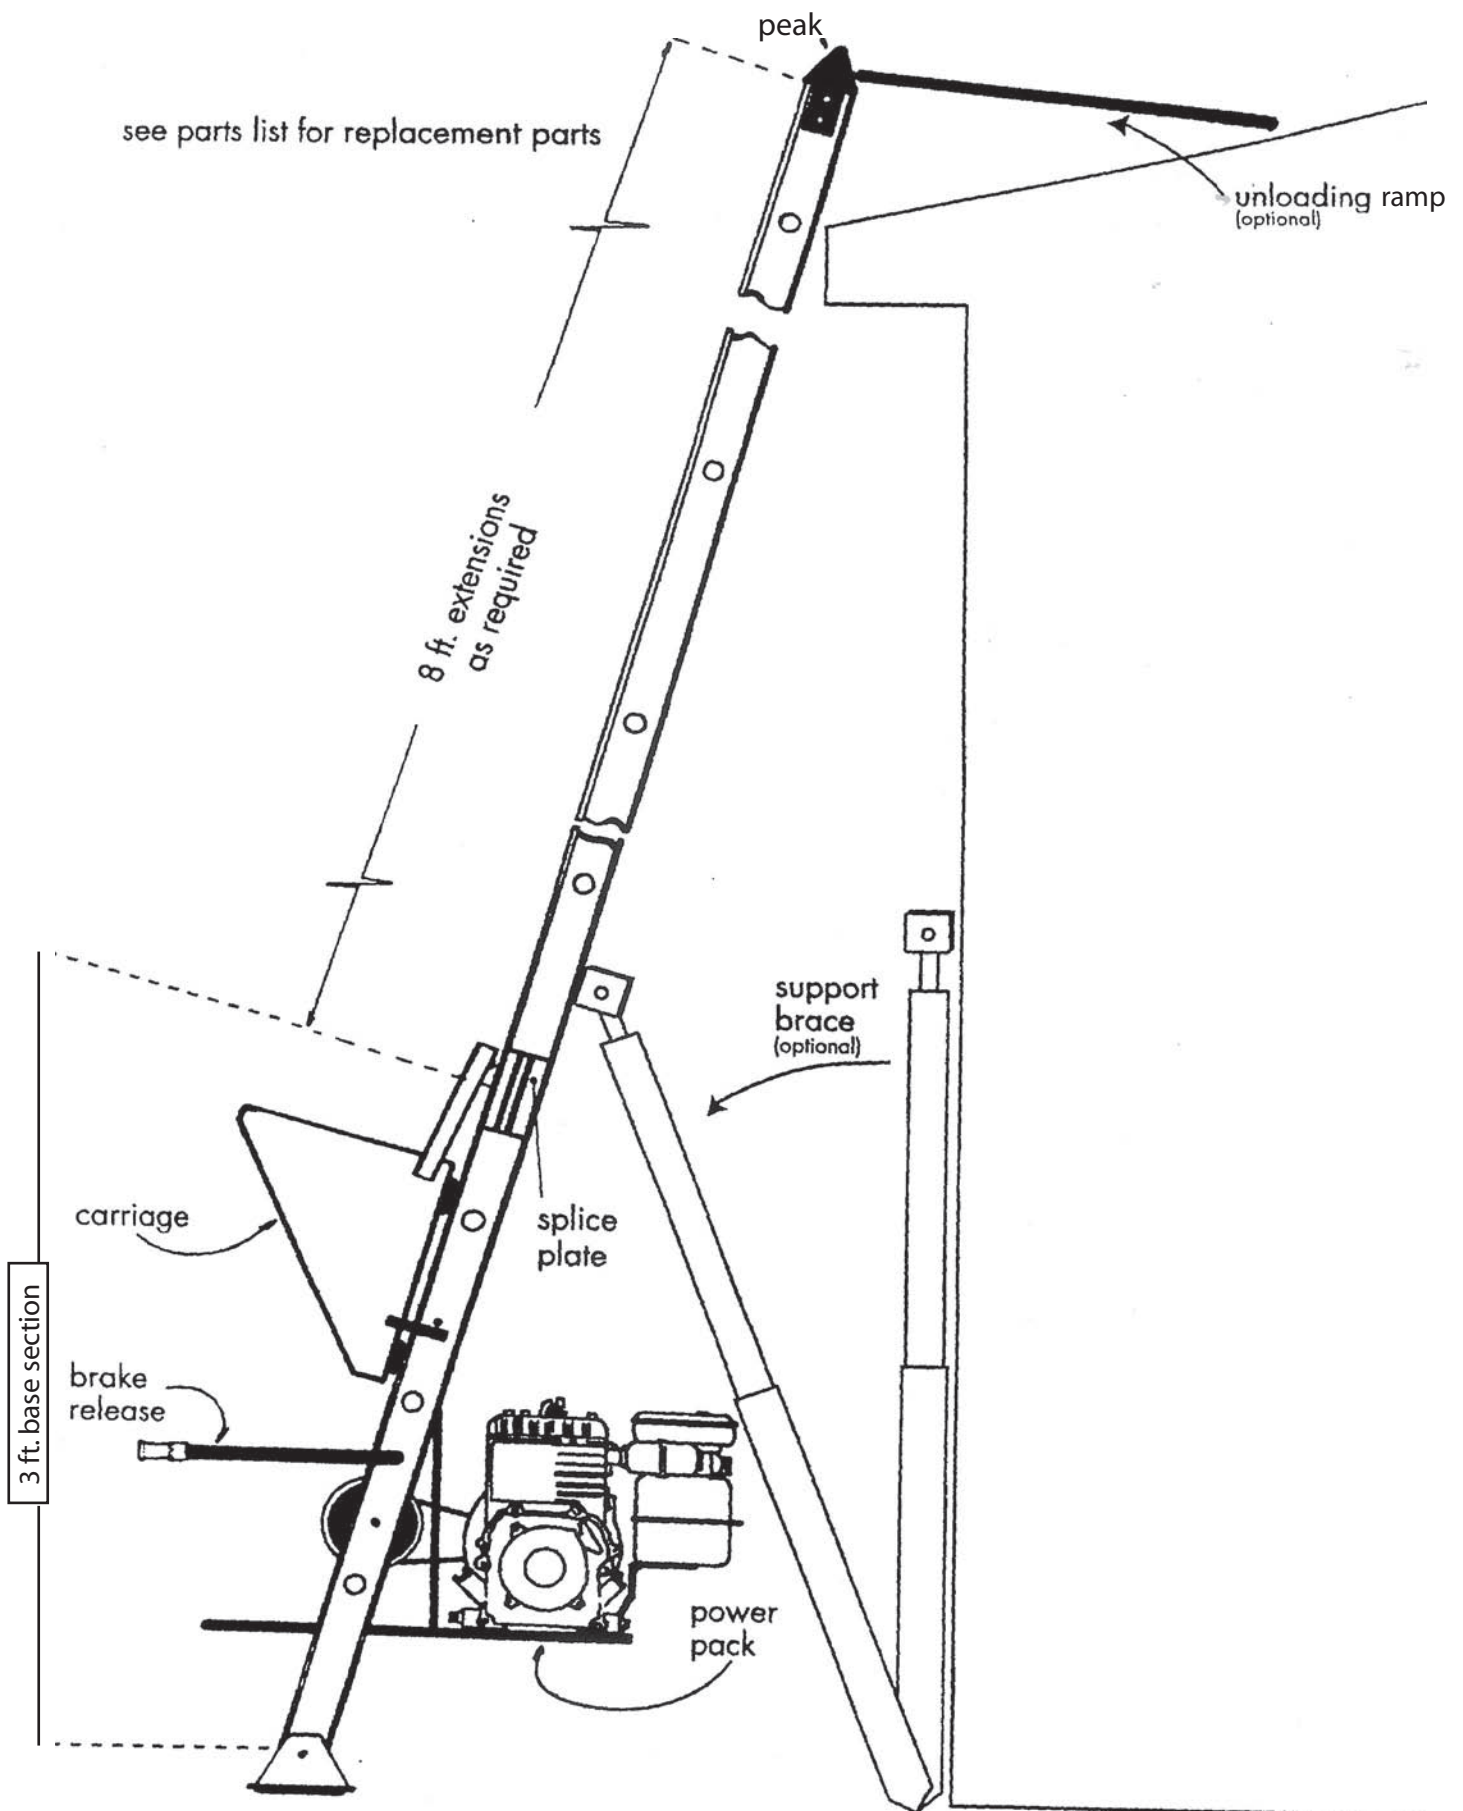 peak
see parts list for replacement parts
unloading ramp
(optional)
8 ft. extensions
as required
support
brace
(optional)
carriage
splice
plate
3 ft. base section
brake
release
power
pack